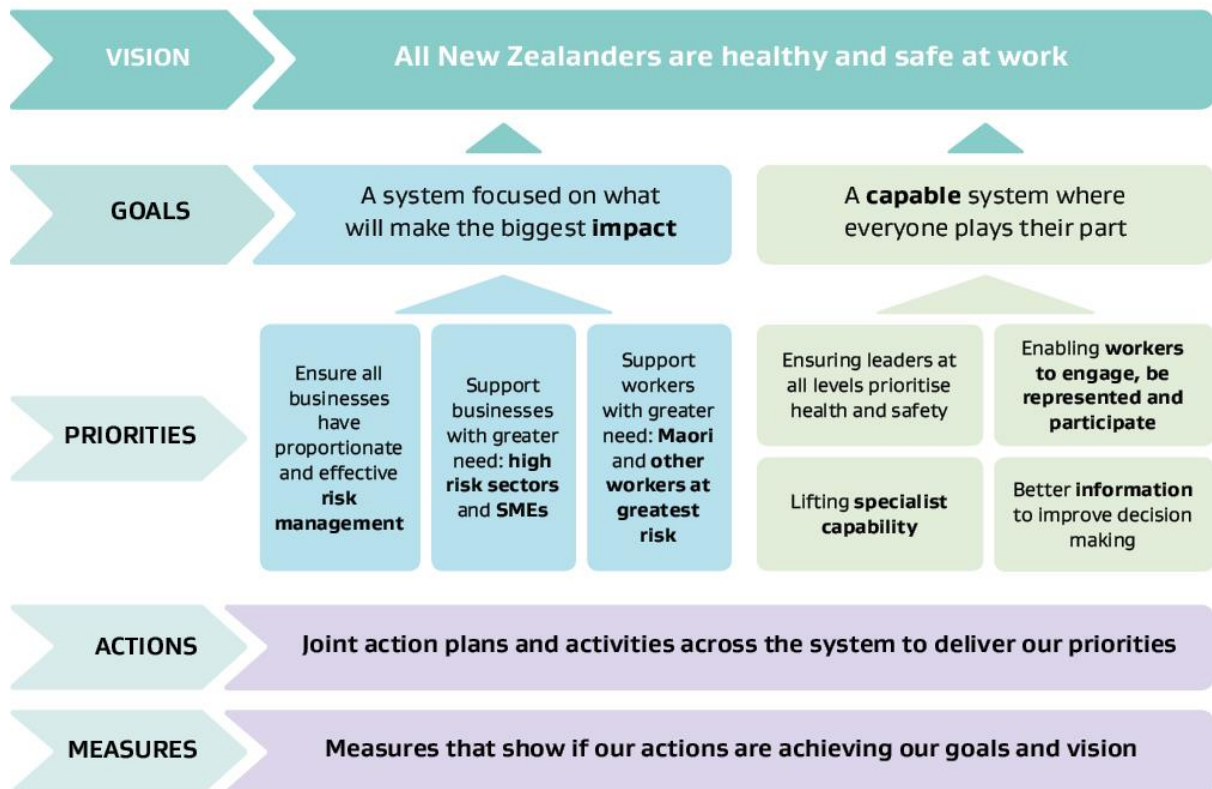 VISION
All New Zealanders are healthy and safe at work
GOALS
A system focused on what
will make the biggest impact
A capable system where
everyone plays their part
PRIORITIES
Ensure all
businesses
have
proportionate
and effective
risk
management
Support
businesses
with greater
need: high
risk sectors
and SMEs
Support
workers
with greater
need: Maori
and other
workers at
greatest
risk
Ensuring leaders at
all levels prioritise
health and safety
Enabling workers
to engage, be
represented and
participate
Lifting specialist
capability
Better information
to improve decision
making
ACTIONS
Joint action plans and activities across the system to deliver our priorities
MEASURES
Measures that show if our actions are achieving our goals and vision